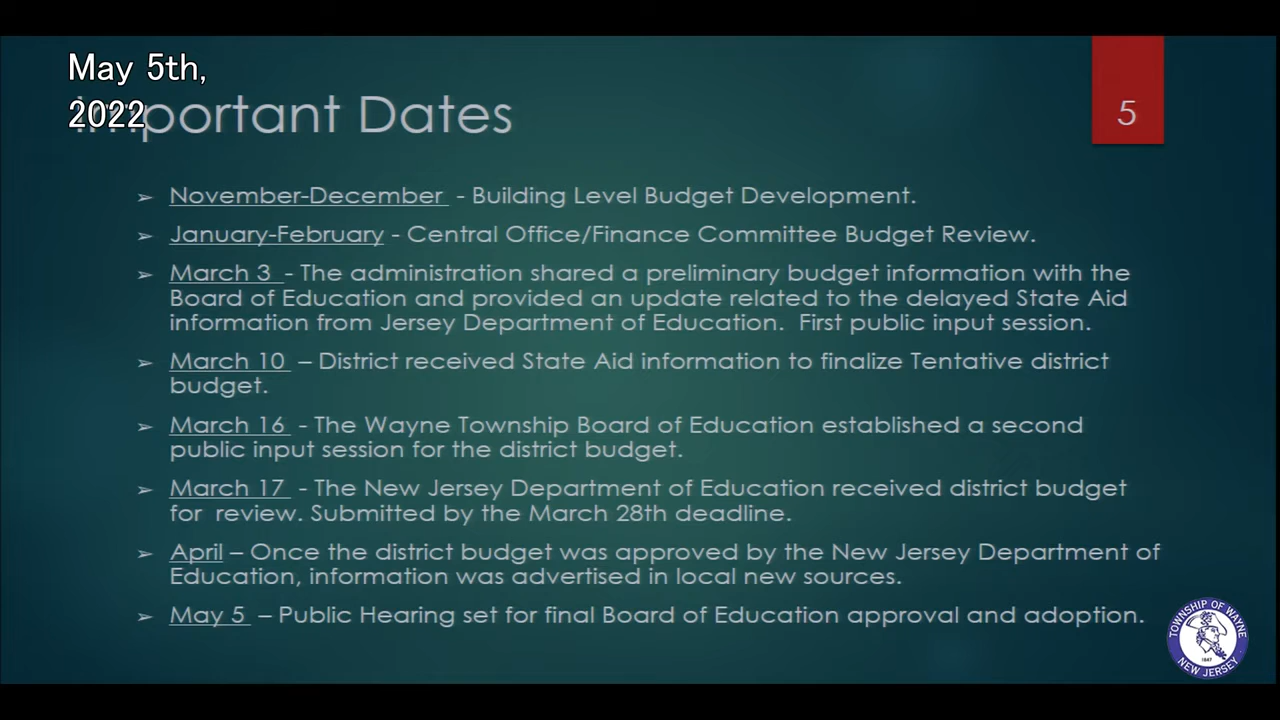 May 5th,
2022
Important Dates
5
➢ November-December - Building Level Budget Development.
➢ January-February - Central Office/Finance Committee Budget Review.
➢ March 3 - The administration shared a preliminary budget information with the
Board of Education and provided an update related to the delayed State Aid
information from Jersey Department of Education. First public input session.
➢ March 10 – District received State Aid information to finalize Tentative district
budget.
➢ March 16 - The Wayne Township Board of Education established a second
public input session for the district budget.
➢ March 17 - The New Jersey Department of Education received district budget
for review. Submitted by the March 28th deadline.
➢ April – Once the district budget was approved by the New Jersey Department of
Education, information was advertised in local new sources.
➢ May 5 – Public Hearing set for final Board of Education approval and adoption.
TOWNSHIP OF WAYNE
1847
NEW JERSEY